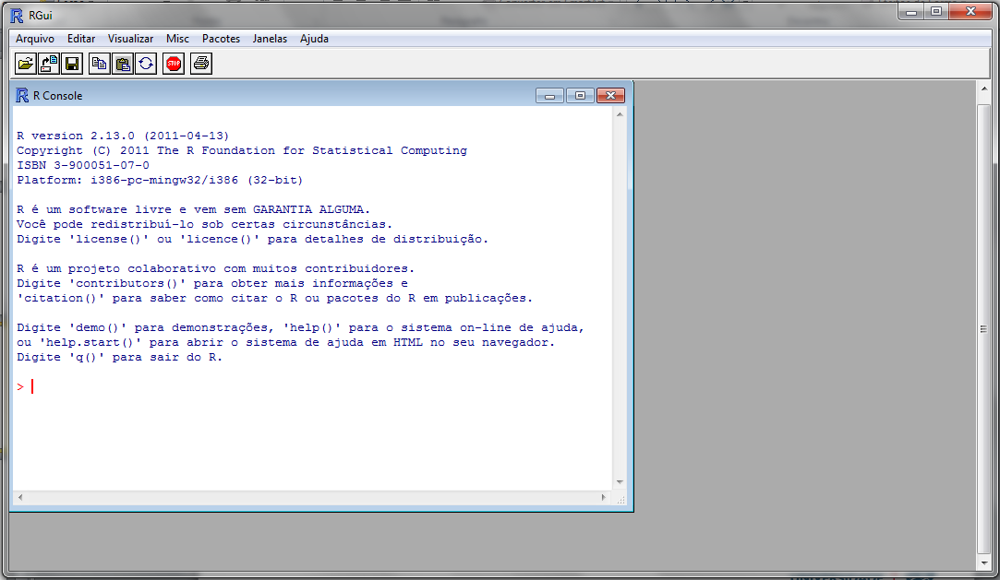 RGui
Arquivo Editar Visualizar Misc Pacotes Janelas Ajuda
STOP
R Console
R version 2.13.0 (2011-04-13)
Copyright (C) 2011 The R Foundation for Statistical Computing
ISBN 3-900051-07-0
Platform: i386-pc-mingw32/i386 (32-bit)
R é um software livre e vem sem GARANTIA ALGUMA.
Você pode redistribuí-lo sob certas circunstâncias.
Digite 'license()' ou 'licence()' para detalhes de distribuição.
R é um projeto colaborativo com muitos contribuidores.
Digite 'contributors()' para obter mais informações e
'citation()' para saber como citar o R ou pacotes do R em publicações.
Digite 'demo()' para demonstrações, 'help()' para o sistema on-line de ajuda,
ou 'help.start()' para abrir o sistema de ajuda em HTML no seu navegador.
Digite 'q()' para sair do R.
>